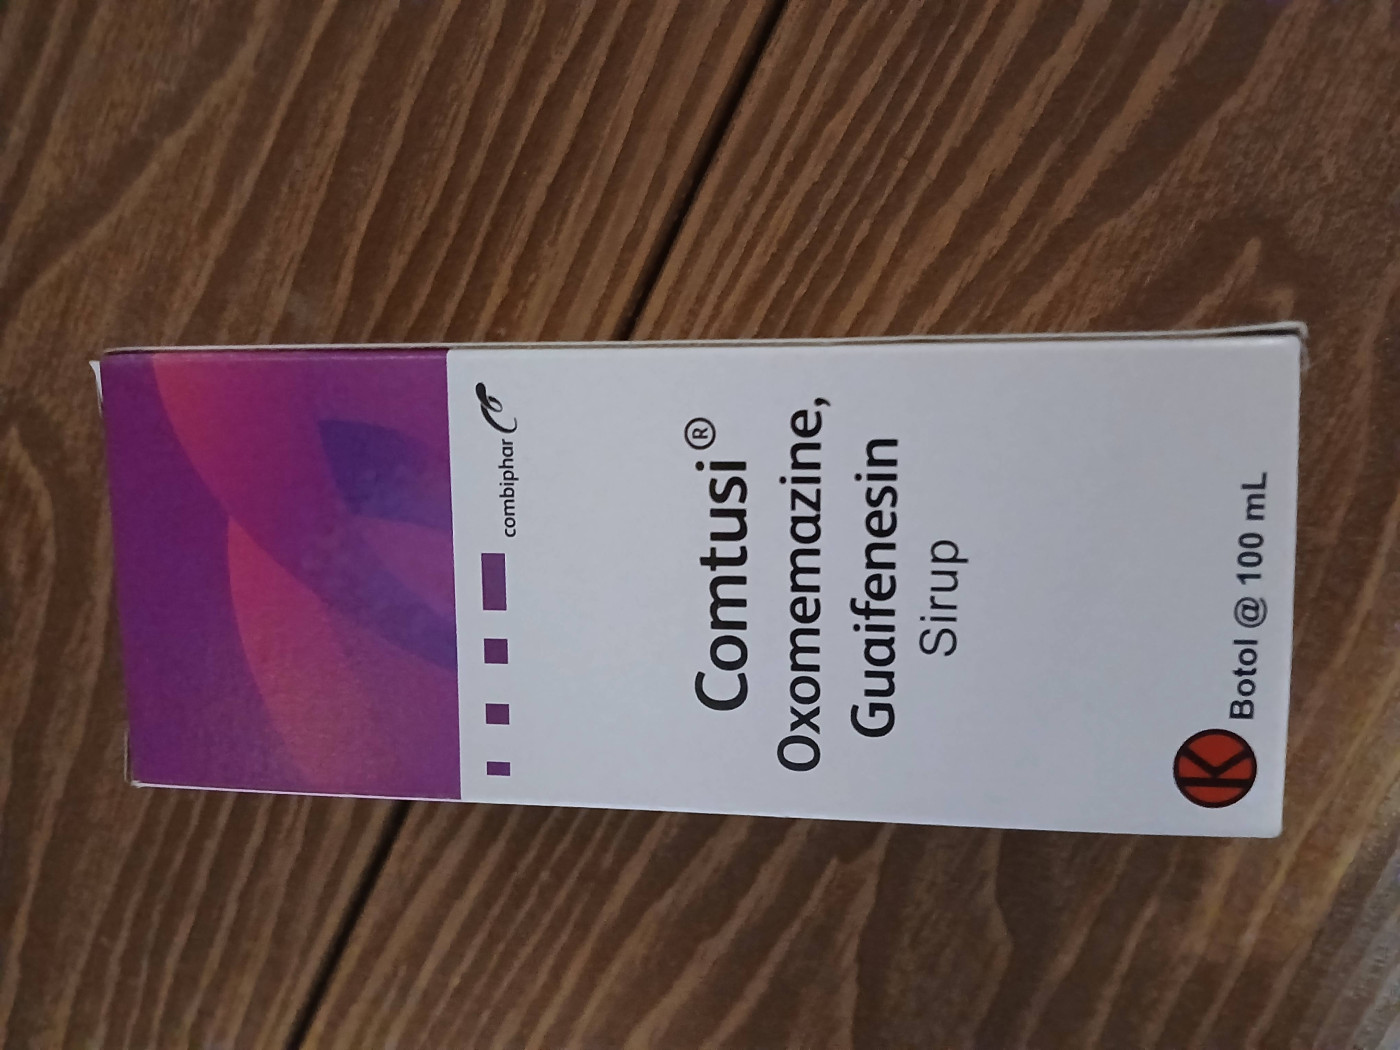 combiphar
Comtusi®
Oxomemazine,
Guaifenesin
Sirup
K
Botol @ 100 mL